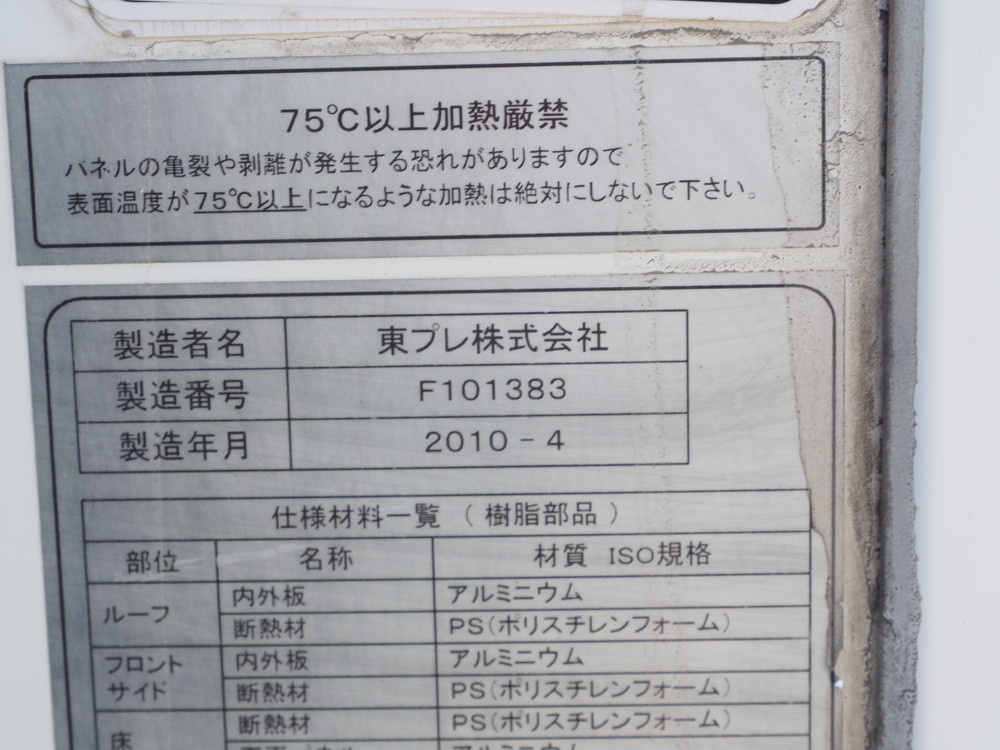 75℃以上加熱厳禁
パネルの亀裂や剥離が発生する恐れがありますので
表面温度が75℃以上になるような加熱は絶対にしないで下さい。
製造者名 東プレ株式会社
製造番号 F101383
製造年月 2010-4
仕様材料一覧 (樹脂部品)
部位 名称 材質 ISO規格
ルーフ 内外板 アルミニウム
断熱材 PS(ポリスチレンフォーム)
フロント
サイド 内外板 アルミニウム
断熱材 PS(ポリスチレンフォーム)
床 断熱材 PS(ポリスチレンフォーム)